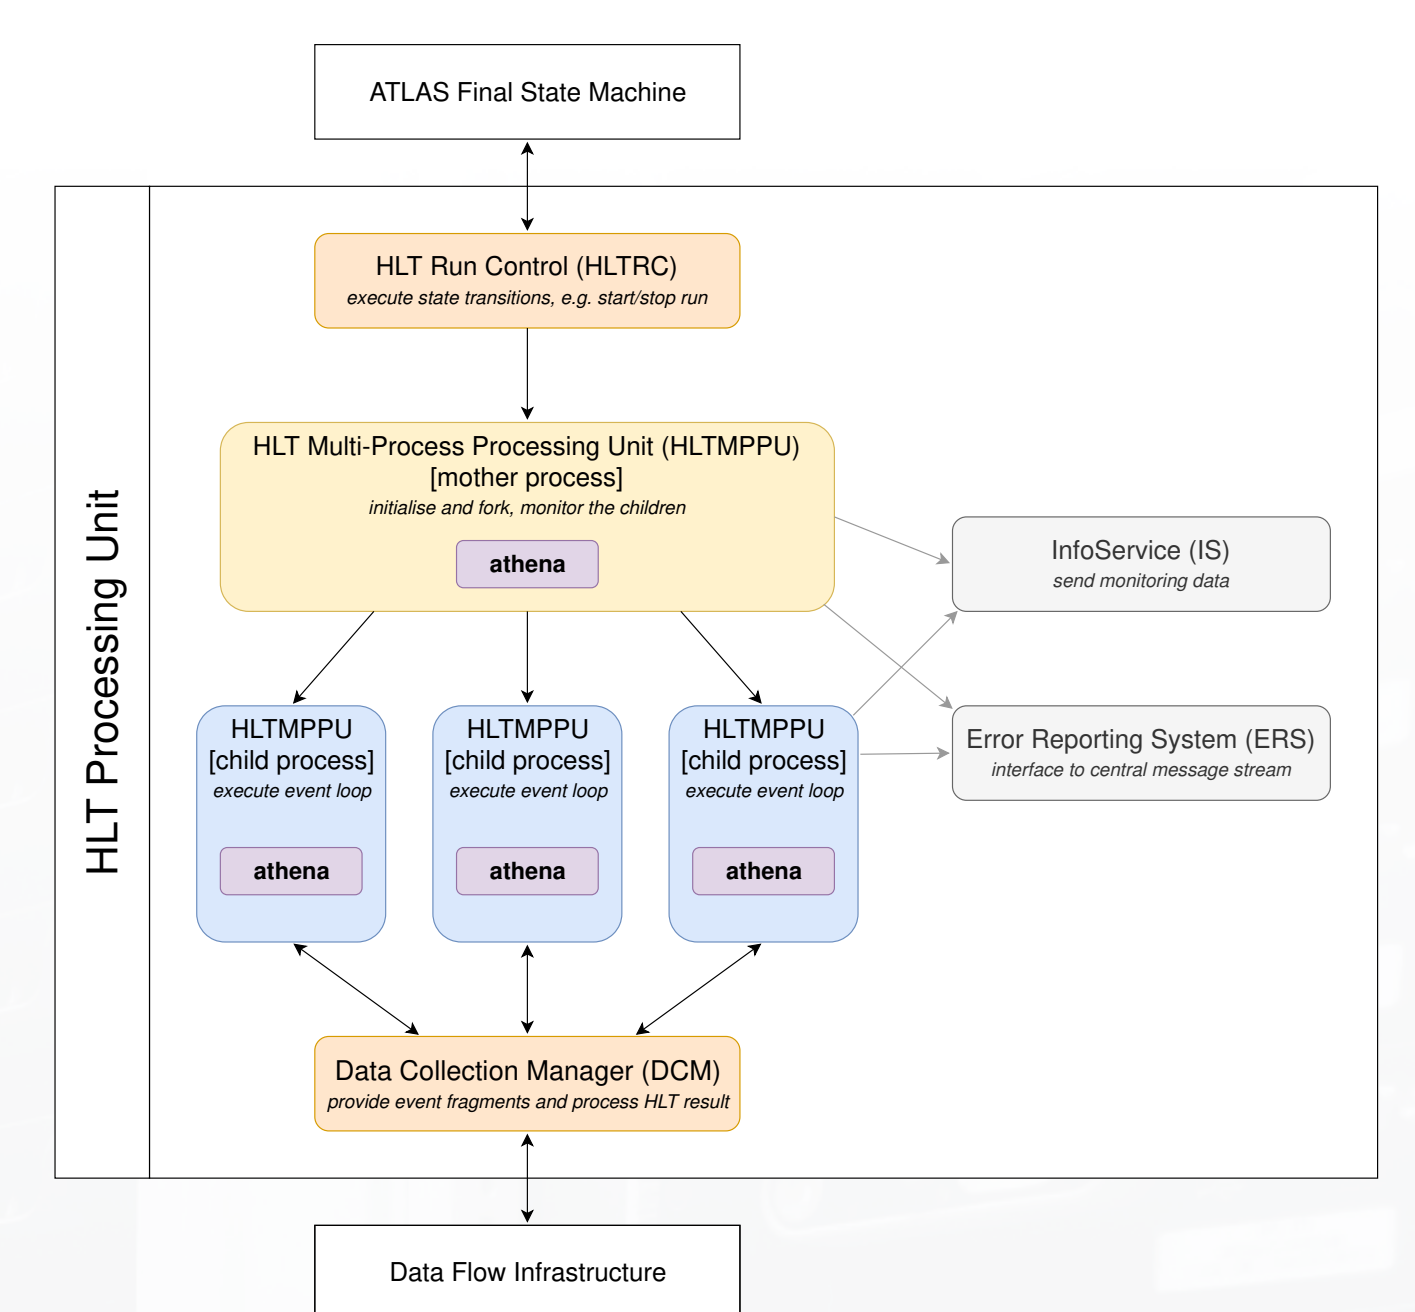 ATLAS Final State Machine
HLT Processing Unit
HLT Run Control (HLTRC)
execute state transitions, e.g. start/stop run
HLT Multi-Process Processing Unit (HLTMPPU)
[mother process]
initialise and fork, monitor the children
athena
InfoService (IS)
send monitoring data
Error Reporting System (ERS)
interface to central message stream
HLTMPPU
[child process]
execute event loop
athena
HLTMPPU
[child process]
execute event loop
athena
HLTMPPU
[child process]
execute event loop
athena
Data Collection Manager (DCM)
provide event fragments and process HLT result
Data Flow Infrastructure